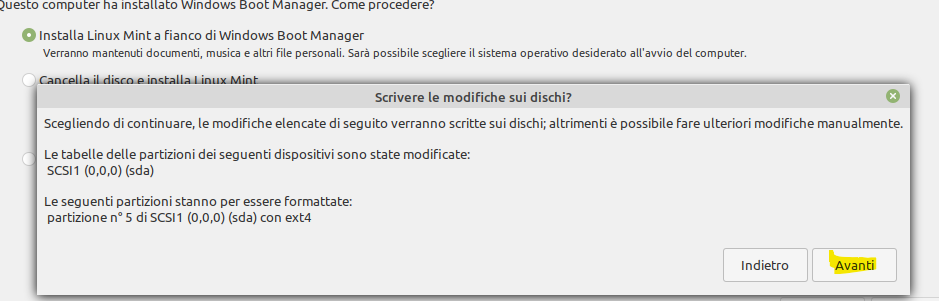 Questo computer ha installato Windows Boot Manager. Come procedere?
Installa Linux Mint a fianco di Windows Boot Manager
Verranno mantenuti documenti, musica e altri file personali. Sarà possibile scegliere il sistema operativo desiderato all'avvio del computer.
Cancella il disco e installa Linux Mint
Scrivere le modifiche sui dischi?
Scegliendo di continuare, le modifiche elencate di seguito verranno scritte sui dischi; altrimenti è possibile fare ulteriori modifiche manualmente.
Le tabelle delle partizioni dei seguenti dispositivi sono state modificate:
SCSI1 (0,0,0) (sda)
Le seguenti partizioni stanno per essere formattate:
partizione n° 5 di SCSI1 (0,0,0) (sda) con ext4
Indietro
Avanti